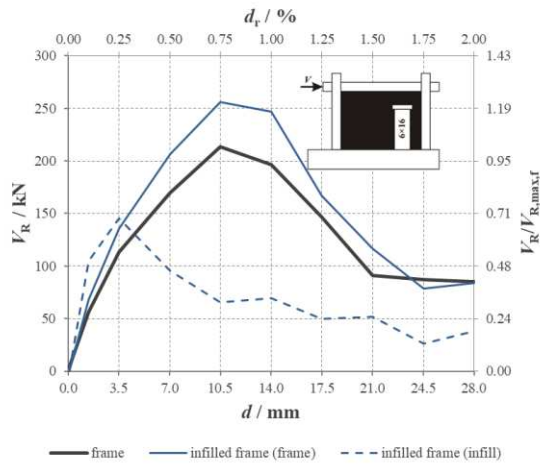 d_r / %
0.00 0.25 0.50 0.75 1.00 1.25 1.50 1.75 2.00
300 1.43
250 1.19
200 0.95
150 0.71
100 0.48
50 0.24
0 0.00
V_R / kN
V_R/V_R,max,f
V
6×16
0.0 3.5 7.0 10.5 14.0 17.5 21.0 24.5 28.0
d / mm
frame infilled frame (frame) infilled frame (infill)